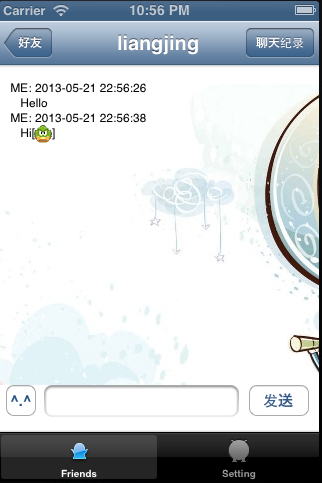 Carrier 10:56 PM
好友 liangjing 聊天纪录
ME: 2013-05-21 22:56:26
Hello
ME: 2013-05-21 22:56:38
Hi[]
^.^ 发送
Friends Setting